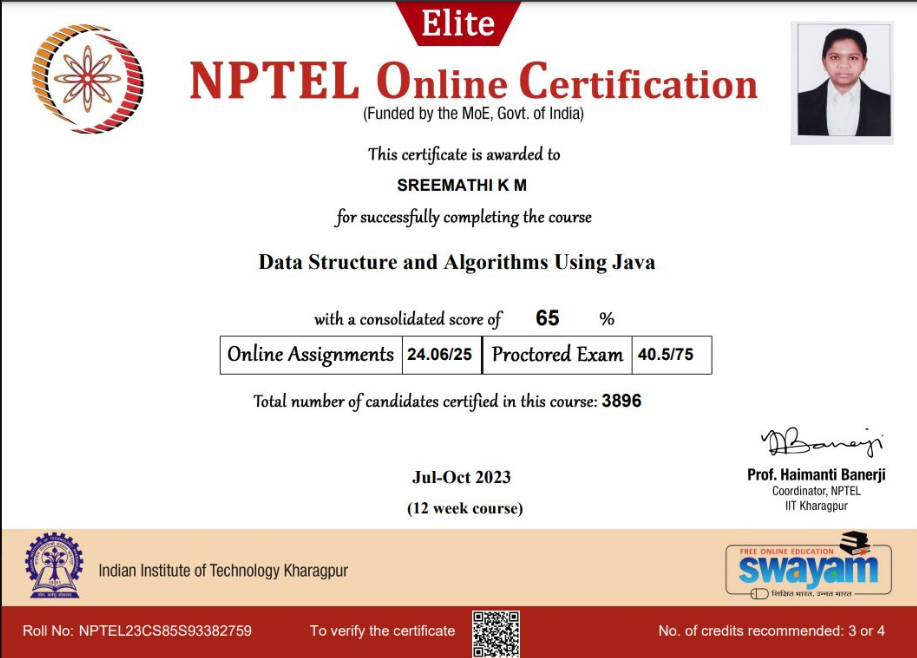 Elite
NPTEL Online Certification
(Funded by the MoE, Govt. of India)
This certificate is awarded to
SREEMATHI K M
for successfully completing the course
Data Structure and Algorithms Using Java
with a consolidated score of 65 %
Online Assignments 24.06/25 Proctored Exam 40.5/75
Total number of candidates certified in this course: 3896
Jul-Oct 2023
(12 week course)
Prof. Haimanti Banerji
Coordinator, NPTEL
IIT Kharagpur
Indian Institute of Technology Kharagpur
FREE ONLINE EDUCATION
swayam
शिक्षित भारत, उन्नत भारत
Roll No: NPTEL23CS85S93382759
To verify the certificate
No. of credits recommended: 3 or 4